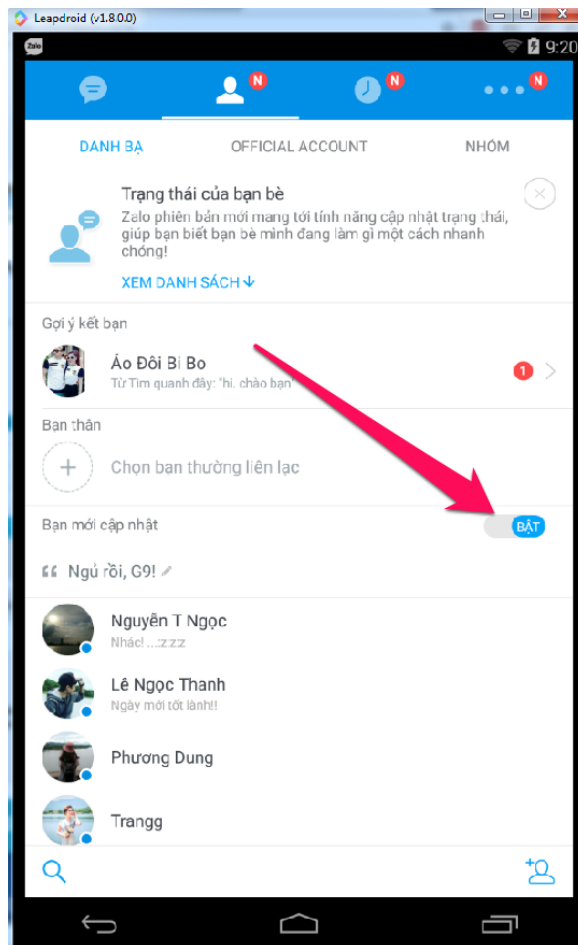 Leapdroid (v1.8.0.0)
Zalo
9:20
N
N
N
DANH BẠ
OFFICIAL ACCOUNT
NHÓM
Trạng thái của bạn bè
Zalo phiên bản mới mang tới tính năng cập nhật trạng thái,
giúp bạn biết bạn bè mình đang làm gì một cách nhanh
chóng!
XEM DANH SÁCH
Gợi ý kết bạn
Áo Đôi Bi Bo
Từ Tìm quanh đây: "hi. chào bạn"
1
Bạn thân
Chọn bạn thường liên lạc
Bạn mới cập nhật
BẬT
Ngủ rồi, G9!
Nguyễn T Ngọc
Nhác! ...:z:z:z
Lê Ngọc Thanh
Ngày mới tốt lành!!
Phương Dung
Trangg